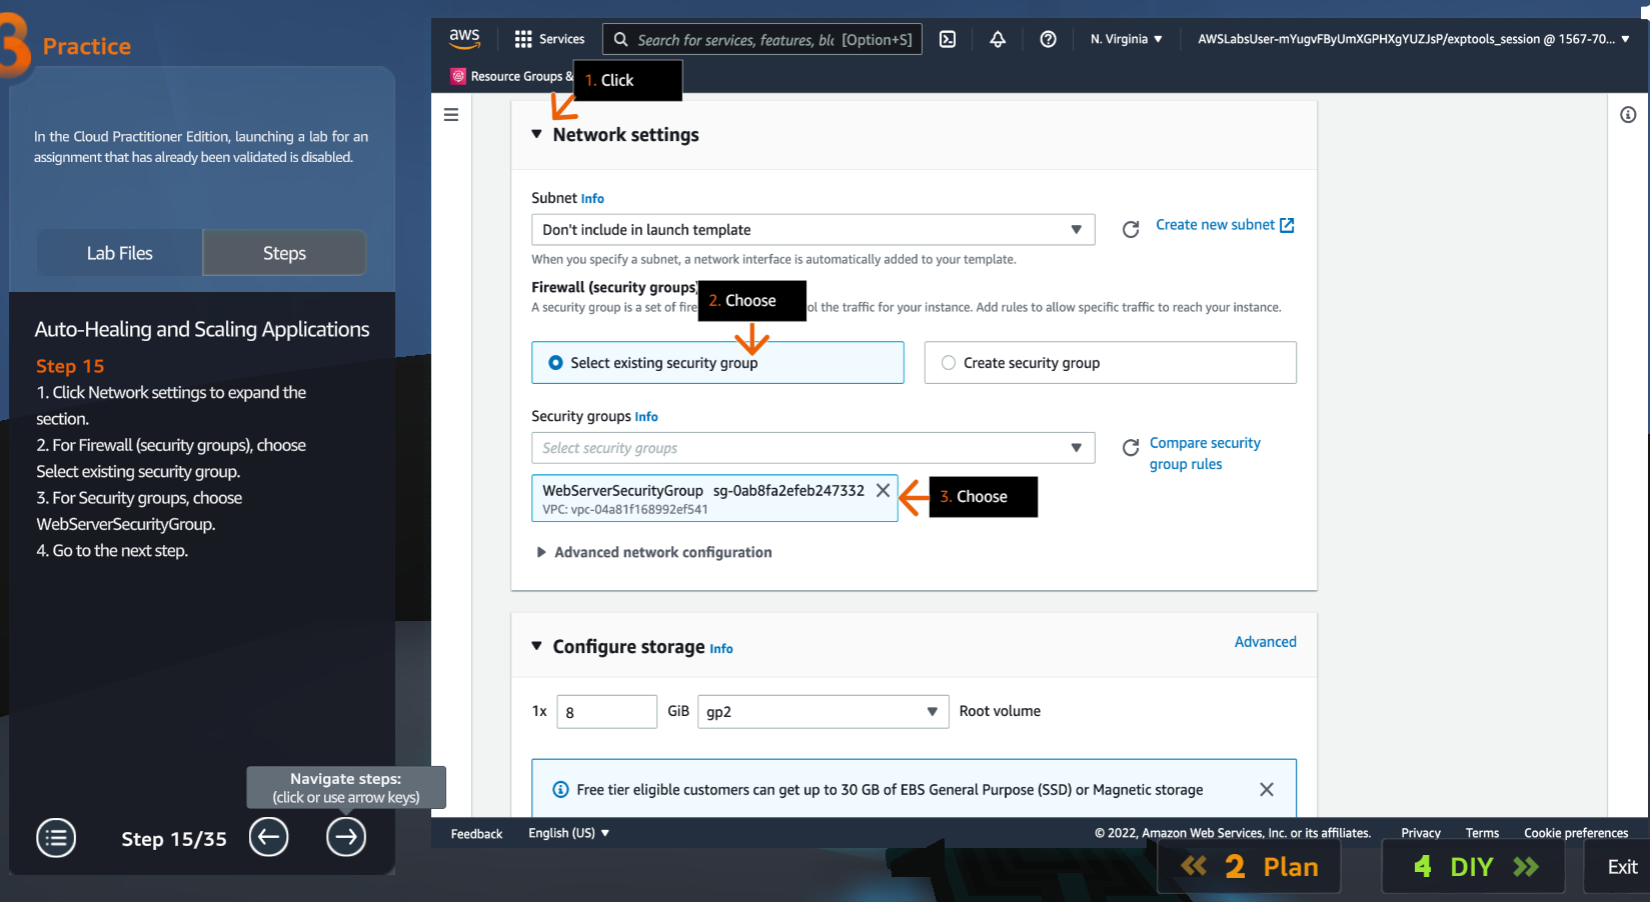 3 Practice
In the Cloud Practitioner Edition, launching a lab for an
assignment that has already been validated is disabled.
Lab Files
Steps
Auto-Healing and Scaling Applications
Step 15
1. Click Network settings to expand the
section.
2. For Firewall (security groups), choose
Select existing security group.
3. For Security groups, choose
WebServerSecurityGroup.
4. Go to the next step.
Navigate steps:
(click or use arrow keys)
Step 15/35
aws
Services
Search for services, features, blc [Option+S]
N. Virginia
AWSLabsUser-mYugvFByUmXGPHXgYUZJsP/exptools_session @ 1567-70...
Resource Groups &
1. Click
Network settings
Subnet Info
Don't include in launch template
Create new subnet
When you specify a subnet, a network interface is automatically added to your template.
Firewall (security groups)
2. Choose
A security group is a set of fire ol the traffic for your instance. Add rules to allow specific traffic to reach your instance.
Select existing security group
Create security group
Security groups Info
Select security groups
Compare security
group rules
WebServerSecurityGroup sg-0ab8fa2efeb247332
VPC: vpc-04a81f168992ef541
3. Choose
Advanced network configuration
Configure storage Info
Advanced
1x 8 GiB gp2 Root volume
Free tier eligible customers can get up to 30 GB of EBS General Purpose (SSD) or Magnetic storage
Feedback English (US) © 2022, Amazon Web Services, Inc. or its affiliates. Privacy Terms Cookie preferences
2 Plan
4 DIY
Exit